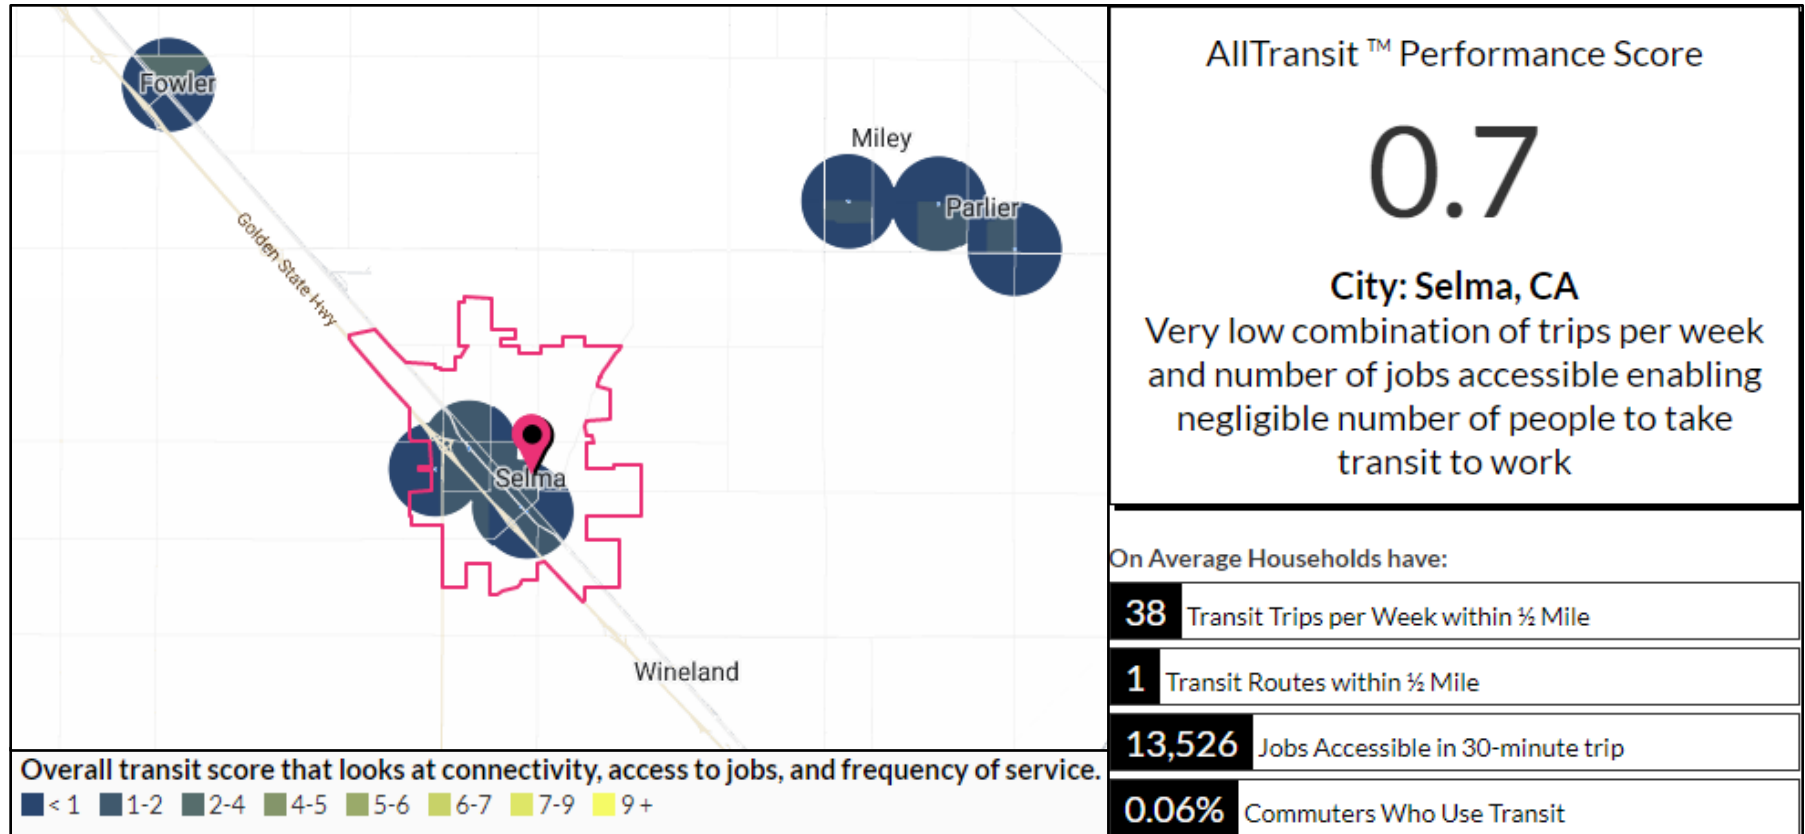 Fowler
Miley
Parlier
Golden State Hwy
Selma
Wineland
Overall transit score that looks at connectivity, access to jobs, and frequency of service.
< 1 1-2 2-4 4-5 5-6 6-7 7-9 9 +
AllTransit ™ Performance Score
0.7
City: Selma, CA
Very low combination of trips per week
and number of jobs accessible enabling
negligible number of people to take
transit to work
On Average Households have:
38 Transit Trips per Week within ½ Mile
1 Transit Routes within ½ Mile
13,526 Jobs Accessible in 30-minute trip
0.06% Commuters Who Use Transit